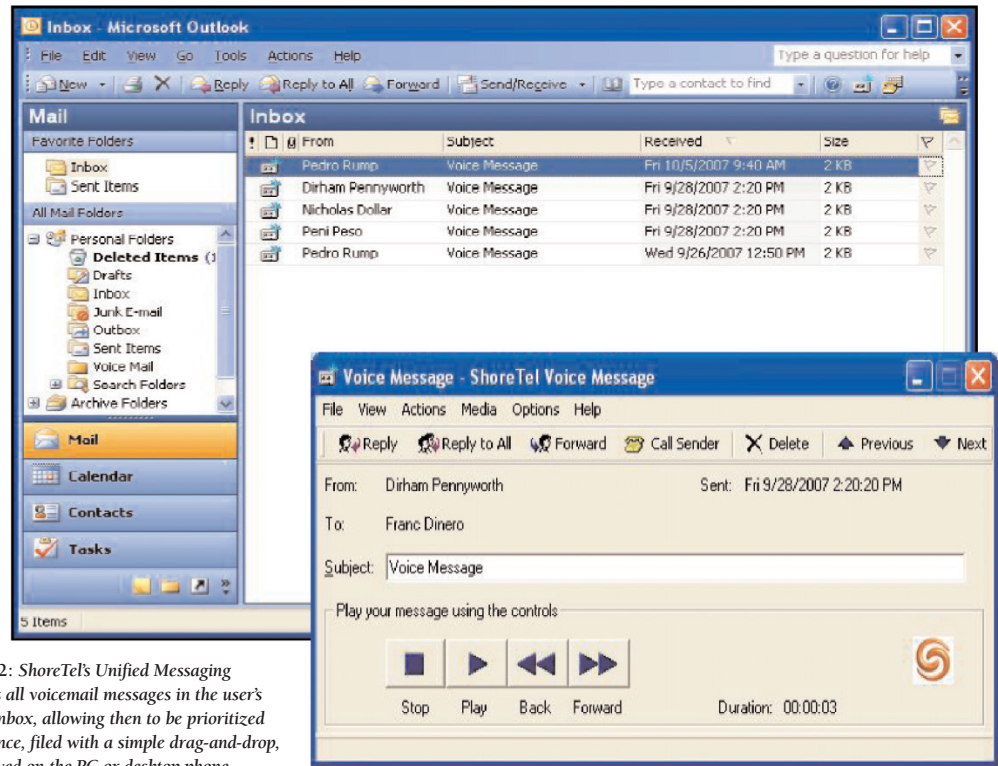 Inbox - Microsoft Outlook
File Edit View Go Tools Actions Help
Type a question for help
New Reply Reply to All Forward Send/Receive Type a contact to find
Mail
Inbox
Favorite Folders
! From Subject Received Size
Inbox
Pedro Rump Voice Message Fri 10/5/2007 9:40 AM 2 KB
Sent Items
Dirham Pennyworth Voice Message Fri 9/28/2007 2:20 PM 2 KB
All Mail Folders
Nicholas Dollar Voice Message Fri 9/28/2007 2:20 PM 2 KB
Peni Peso Voice Message Fri 9/28/2007 2:20 PM 2 KB
Personal Folders
Pedro Rump Voice Message Wed 9/26/2007 12:50 PM 2 KB
Deleted Items (1
Drafts
Inbox
Junk E-mail
Outbox
Sent Items
Voice Mail
Search Folders
Archive Folders
Mail
Calendar
Contacts
Tasks
5 Items
Voice Message - ShoreTel Voice Message
File View Actions Media Options Help
Reply Reply to All Forward Call Sender Delete Previous Next
From: Dirham Pennyworth Sent: Fri 9/28/2007 2:20:20 PM
To: Franc Dinero
Subject: Voice Message
Play your message using the controls
Stop Play Back Forward Duration: 00:00:03
2: ShoreTel's Unified Messaging
all voicemail messages in the user's
nbox, allowing then to be prioritized
nce, filed with a simple drag-and-drop,